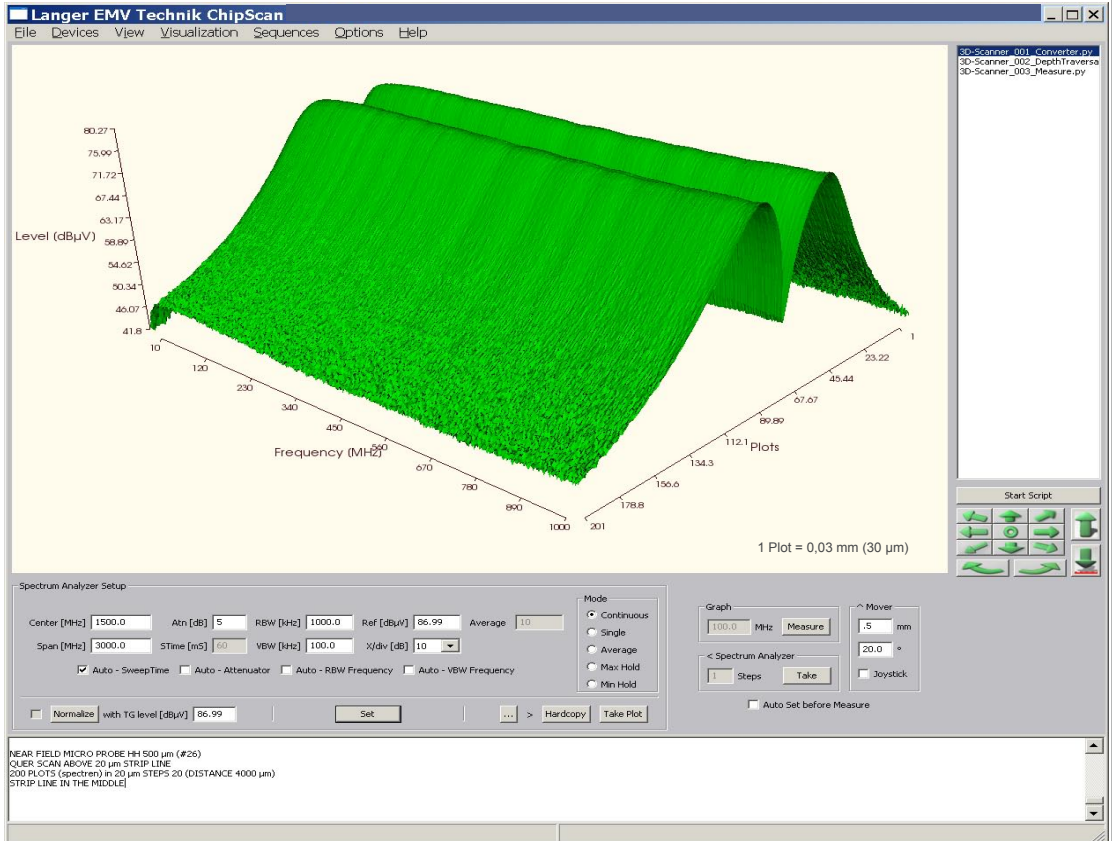 Langer EMV Technik ChipScan
File Devices View Visualization Sequences Options Help
3D-Scanner_001_Converter.py
3D-Scanner_002_DepthTraversa
3D-Scanner_003_Measure.py
80.27
75.99
71.72
67.44
63.17
Level (dBµV)
58.89
54.62
50.34
46.07
41.8
10
120
230
340
450
560
670
780
890
1000
Frequency (MHz)
1
23.22
45.44
67.67
89.89
112.1
Plots
134.3
156.6
178.8
201
1 Plot = 0,03 mm (30 µm)
Start Script
Spectrum Analyzer Setup
Center [MHz] 1500.0 Atn [dB] 5 RBW [kHz] 1000.0 Ref [dBµV] 86.99 Average 10
Span [MHz] 3000.0 STime [mS] 60 VBW [kHz] 100.0 X/div [dB] 10
Auto - SweepTime Auto - Attenuator Auto - RBW Frequency Auto - VBW Frequency
Mode
Continuous
Single
Average
Max Hold
Min Hold
Normalize with TG level [dBµV] 86.99 Set ... > Hardcopy Take Plot
Graph
100.0 MHz Measure
< Spectrum Analyzer
1 Steps Take
^ Mover
.5 mm
20.0 °
Joystick
Auto Set before Measure
NEAR FIELD MICRO PROBE HH 500 µm (#26)
QUER SCAN ABOVE 20 µm STRIP LINE
200 PLOTS (spectren) in 20 µm STEPS 20 (DISTANCE 4000 µm)
STRIP LINE IN THE MIDDLE